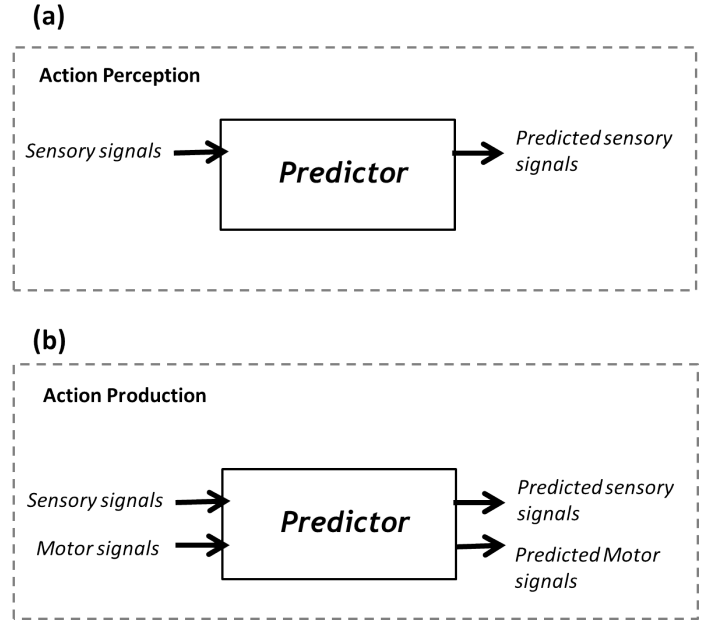 (a)
Action Perception
Sensory signals
Predictor
Predicted sensory
signals
(b)
Action Production
Sensory signals
Motor signals
Predictor
Predicted sensory
signals
Predicted Motor
signals